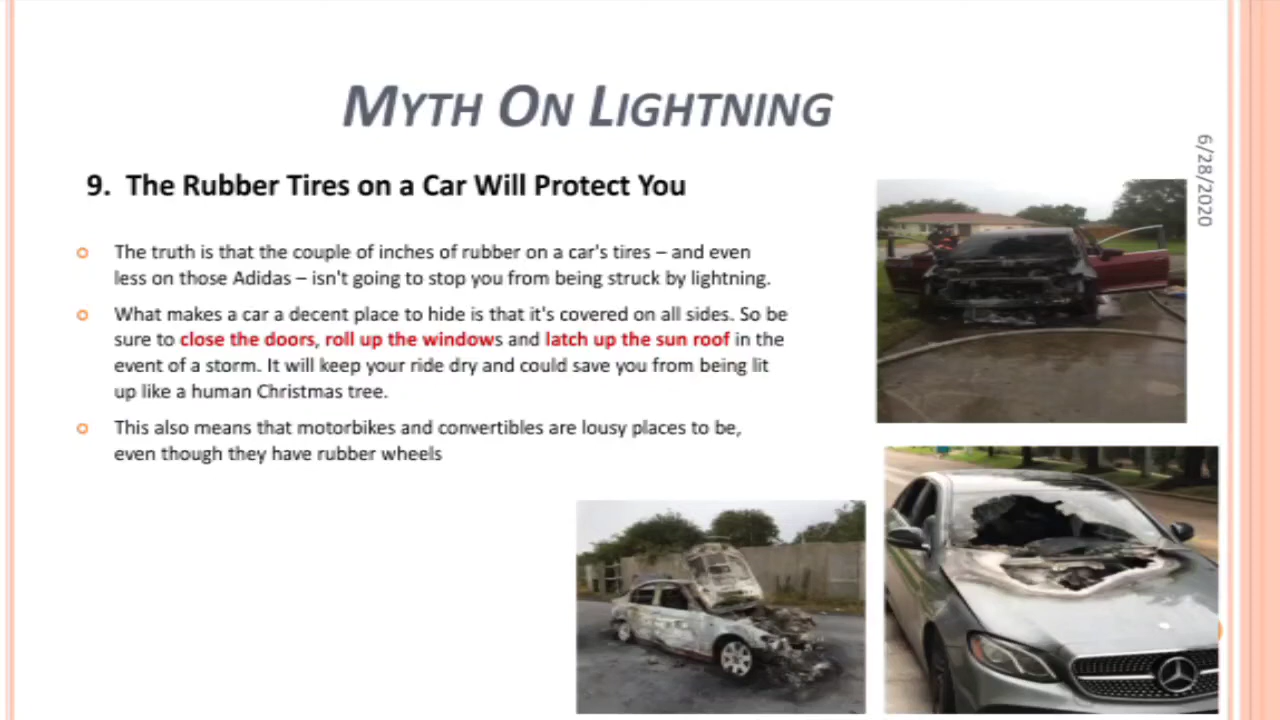 MYTH ON LIGHTNING
6/28/2020
9. The Rubber Tires on a Car Will Protect You
The truth is that the couple of inches of rubber on a car's tires – and even
less on those Adidas – isn't going to stop you from being struck by lightning.
What makes a car a decent place to hide is that it's covered on all sides. So be
sure to close the doors, roll up the windows and latch up the sun roof in the
event of a storm. It will keep your ride dry and could save you from being lit
up like a human Christmas tree.
This also means that motorbikes and convertibles are lousy places to be,
even though they have rubber wheels